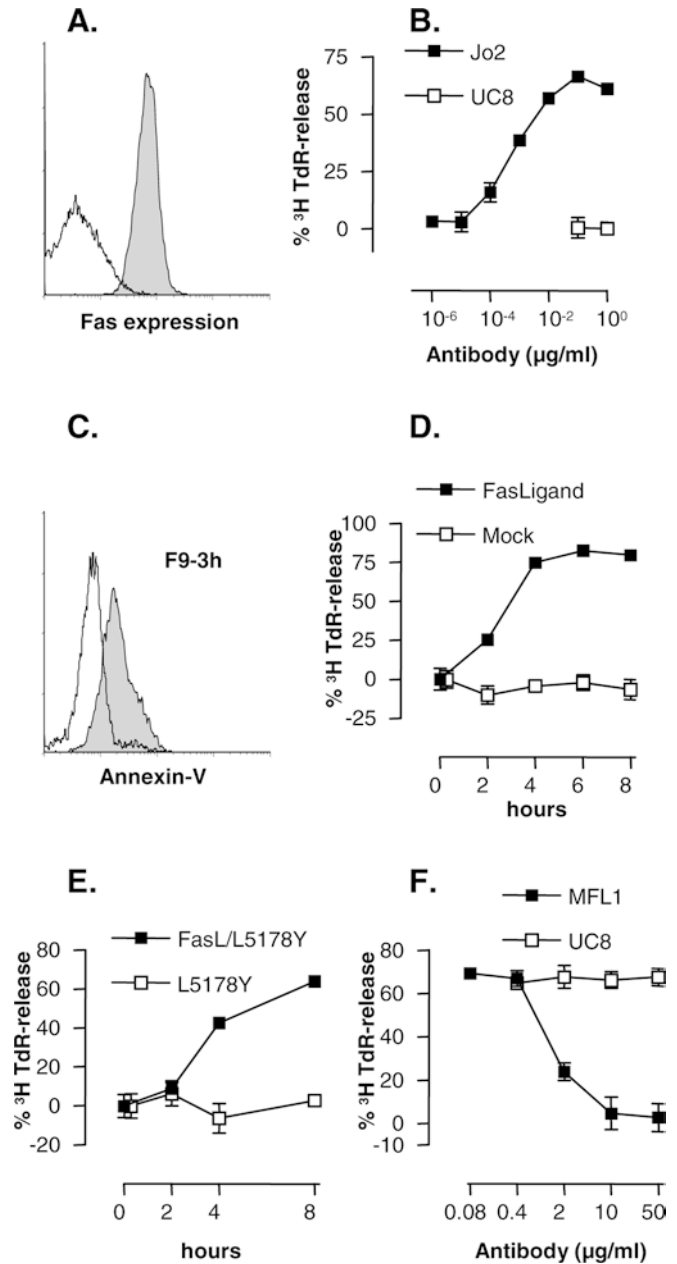 A.
Fas expression
B.
Jo2
UC8
% ³H TdR-release
75
50
25
0
10⁻⁶ 10⁻⁴ 10⁻² 10⁰
Antibody (µg/ml)
C.
F9-3h
Annexin-V
D.
FasLigand
Mock
% ³H TdR-release
100
75
50
25
0
-25
0 2 4 6 8
hours
E.
FasL/L5178Y
L5178Y
% ³H TdR-release
80
60
40
20
0
-20
0 2 4 8
hours
F.
MFL1
UC8
% ³H TdR-release
80
60
40
20
0
-10
0.08 0.4 2 10 50
Antibody (µg/ml)